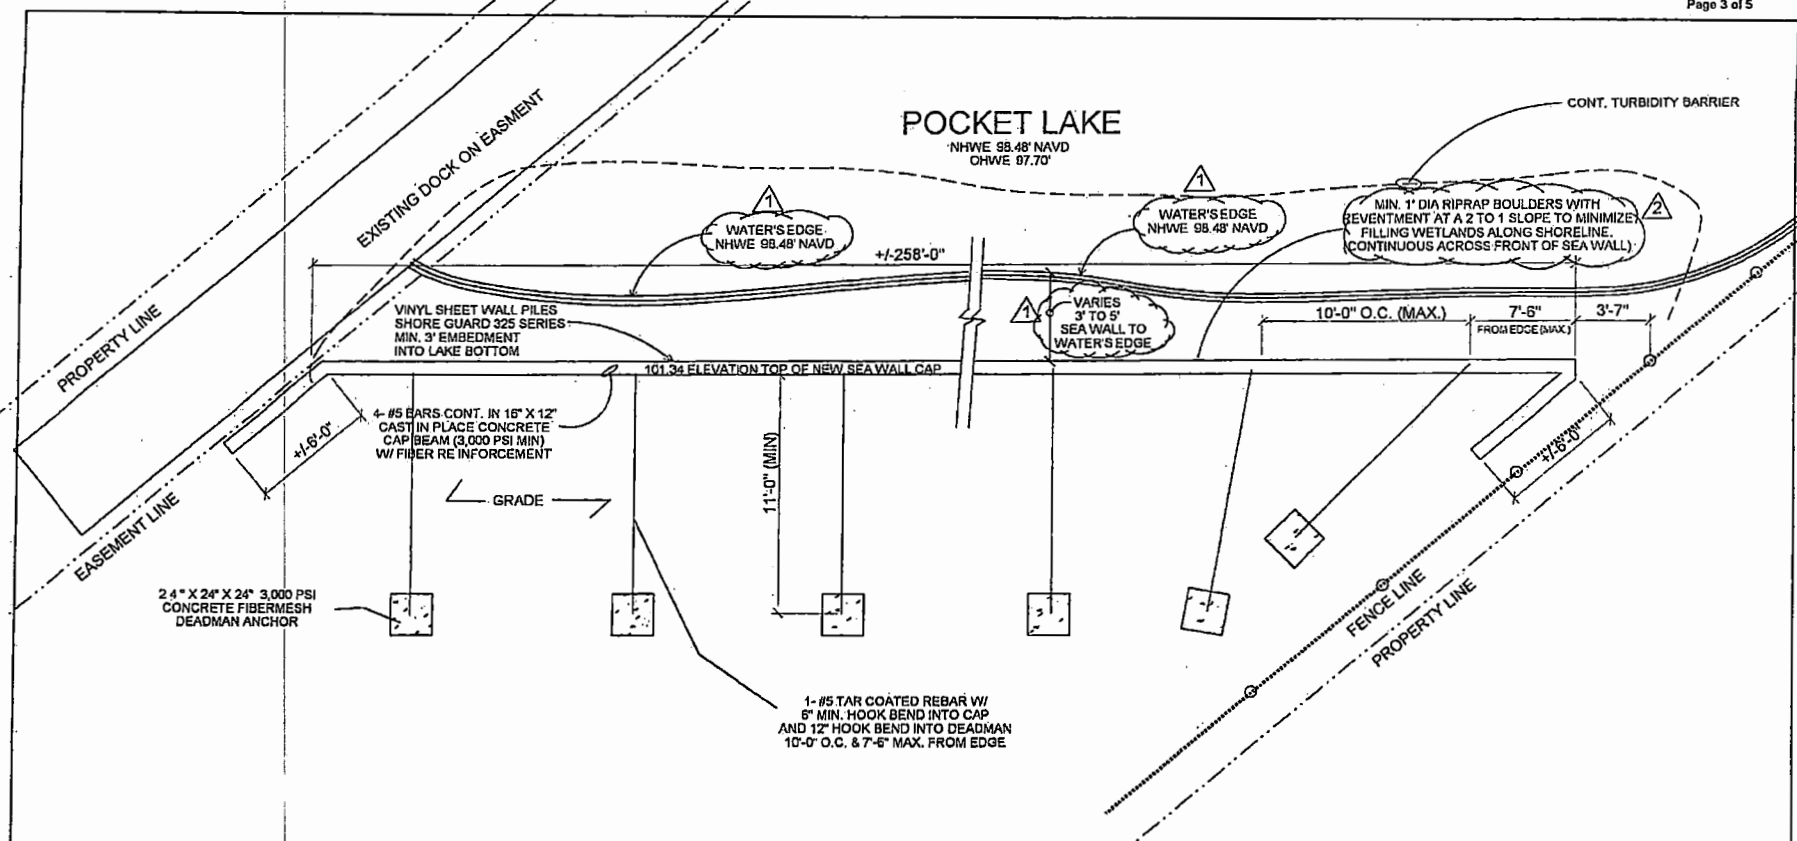 Page 3 of 5
CONT. TURBIDITY BARRIER
POCKET LAKE
NHWE 98.48' NAVD
OHWE 97.70'
EXISTING DOCK ON EASMENT
1
WATER'S EDGE
NHWE 98.48' NAVD
1
WATER'S EDGE
NHWE 98.48' NAVD
MIN. 1' DIA RIPRAP BOULDERS WITH
REVENTMENT AT A 2 TO 1 SLOPE TO MINIMIZE
FILLING WETLANDS ALONG SHORELINE.
(CONTINUOUS ACROSS FRONT OF SEA WALL)
2
+/-258'-0"
PROPERTY LINE
VINYL SHEET WALL PILES
SHORE GUARD 325 SERIES
MIN. 3' EMBEDMENT
INTO LAKE BOTTOM
1
VARIES
3' TO 5'
SEA WALL TO
WATER'S EDGE
10'-0" O.C. (MAX.)
7'-6"
FROM EDGE (MAX.)
3'-7"
101.34 ELEVATION TOP OF NEW SEA WALL CAP
4- #5 BARS CONT. IN 16" X 12"
CAST IN PLACE CONCRETE
CAP BEAM (3,000 PSI MIN)
W/ FIBER REINFORCEMENT
+/-6'-0"
+/-6'-0"
11'-0" (MIN)
GRADE
EASEMENT LINE
24" X 24" X 24" 3,000 PSI
CONCRETE FIBERMESH
DEADMAN ANCHOR
FENCE LINE
PROPERTY LINE
1- #5 TAR COATED REBAR W/
6" MIN. HOOK BEND INTO CAP
AND 12" HOOK BEND INTO DEADMAN
10'-0" O.C. & 7'-6" MAX. FROM EDGE